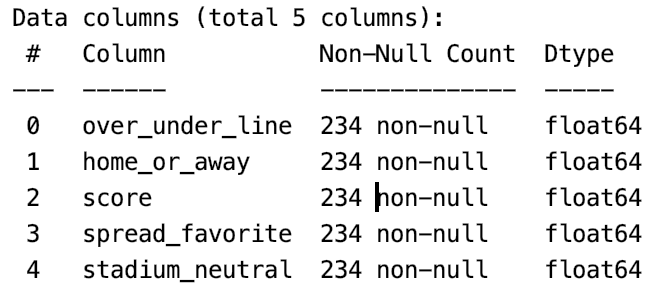 Data columns (total 5 columns):
# Column Non-Null Count Dtype
--- ------ -------------- -----
0 over_under_line 234 non-null float64
1 home_or_away 234 non-null float64
2 score 234 non-null float64
3 spread_favorite 234 non-null float64
4 stadium_neutral 234 non-null float64